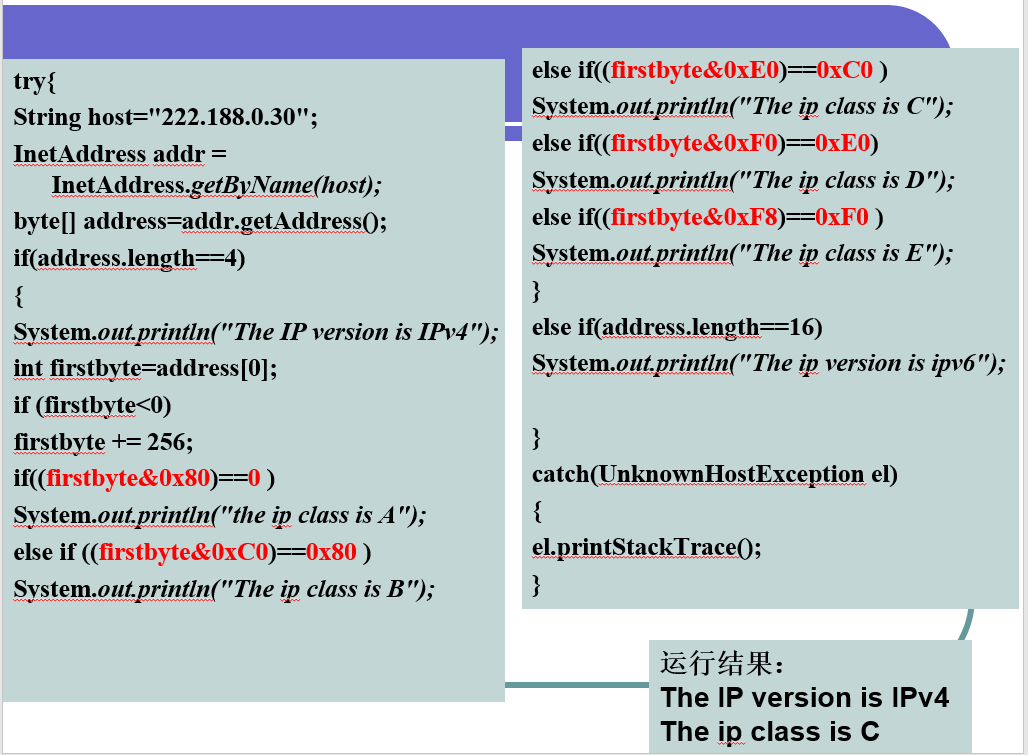 try{
String host="222.188.0.30";
InetAddress addr =
InetAddress.getByName(host);
byte[] address=addr.getAddress();
if(address.length==4)
{
System.out.println("The IP version is IPv4");
int firstbyte=address[0];
if (firstbyte<0)
firstbyte += 256;
if((firstbyte&0x80)==0 )
System.out.println("the ip class is A");
else if ((firstbyte&0xC0)==0x80 )
System.out.println("The ip class is B");
else if((firstbyte&0xE0)==0xC0 )
System.out.println("The ip class is C");
else if((firstbyte&0xF0)==0xE0)
System.out.println("The ip class is D");
else if((firstbyte&0xF8)==0xF0 )
System.out.println("The ip class is E");
}
else if(address.length==16)
System.out.println("The ip version is ipv6");
}
catch(UnknownHostException el)
{
el.printStackTrace();
}
运行结果：
The IP version is IPv4
The ip class is C